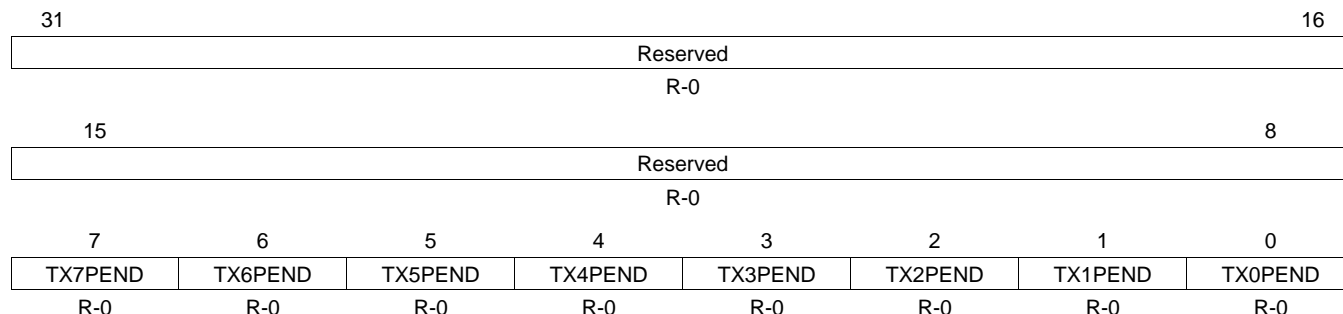 31 16
Reserved
R-0
15 8
Reserved
R-0
7 6 5 4 3 2 1 0
TX7PEND TX6PEND TX5PEND TX4PEND TX3PEND TX2PEND TX1PEND TX0PEND
R-0 R-0 R-0 R-0 R-0 R-0 R-0 R-0